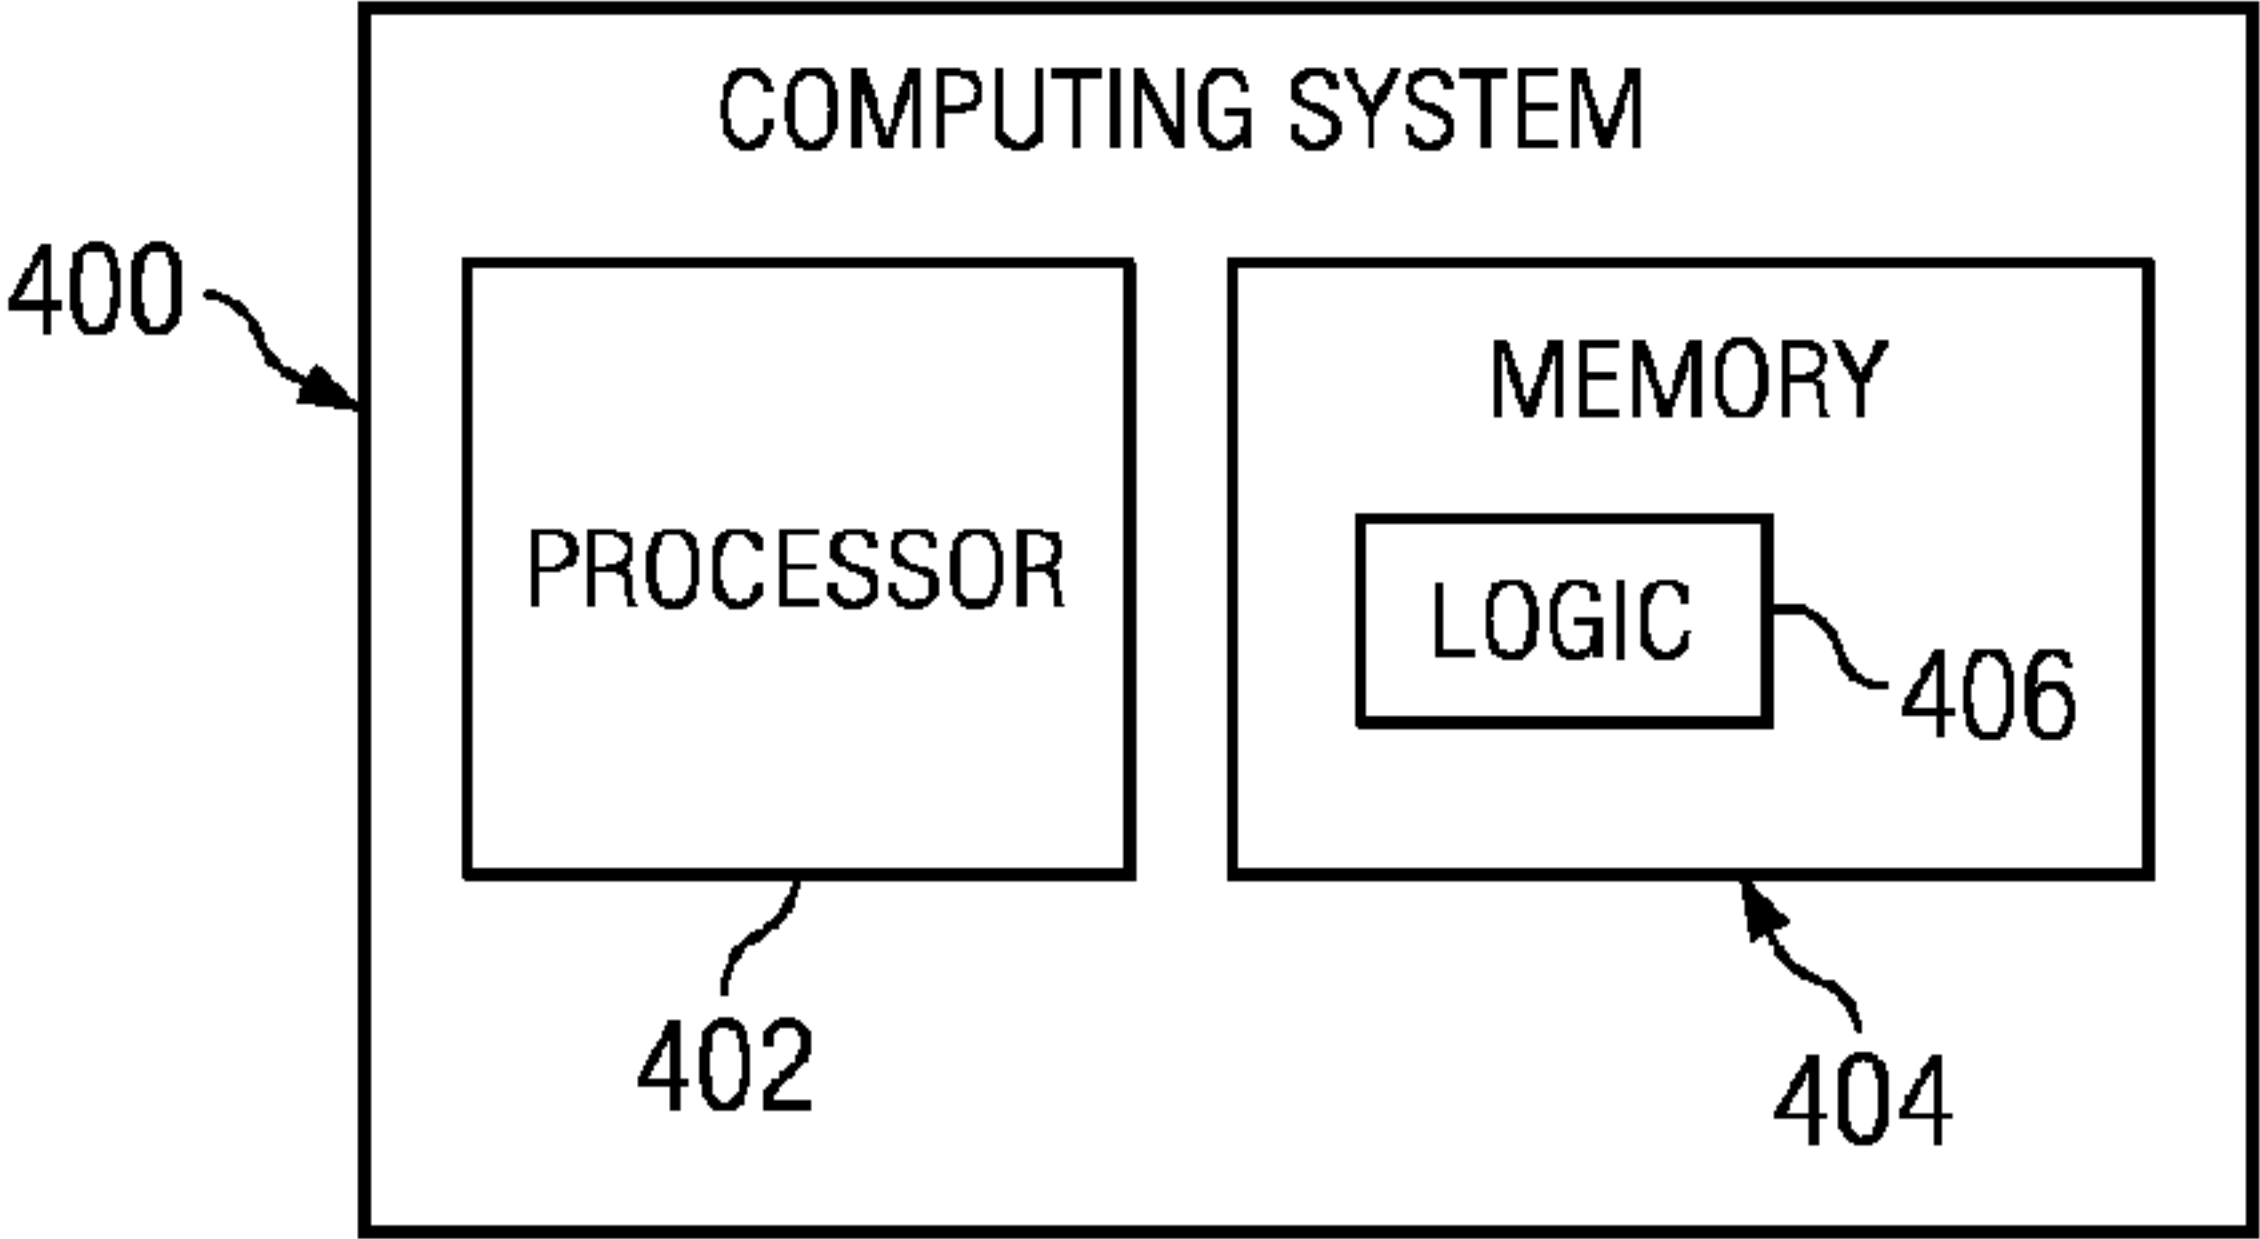 COMPUTING SYSTEM
400
MEMORY
PROCESSOR
LOGIC
406
402
404